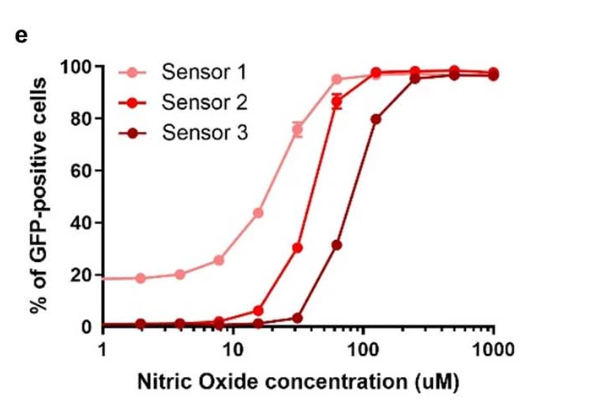 e
100
80
60
40
20
0
% of GFP-positive cells
Sensor 1
Sensor 2
Sensor 3
1 10 100 1000
Nitric Oxide concentration (uM)